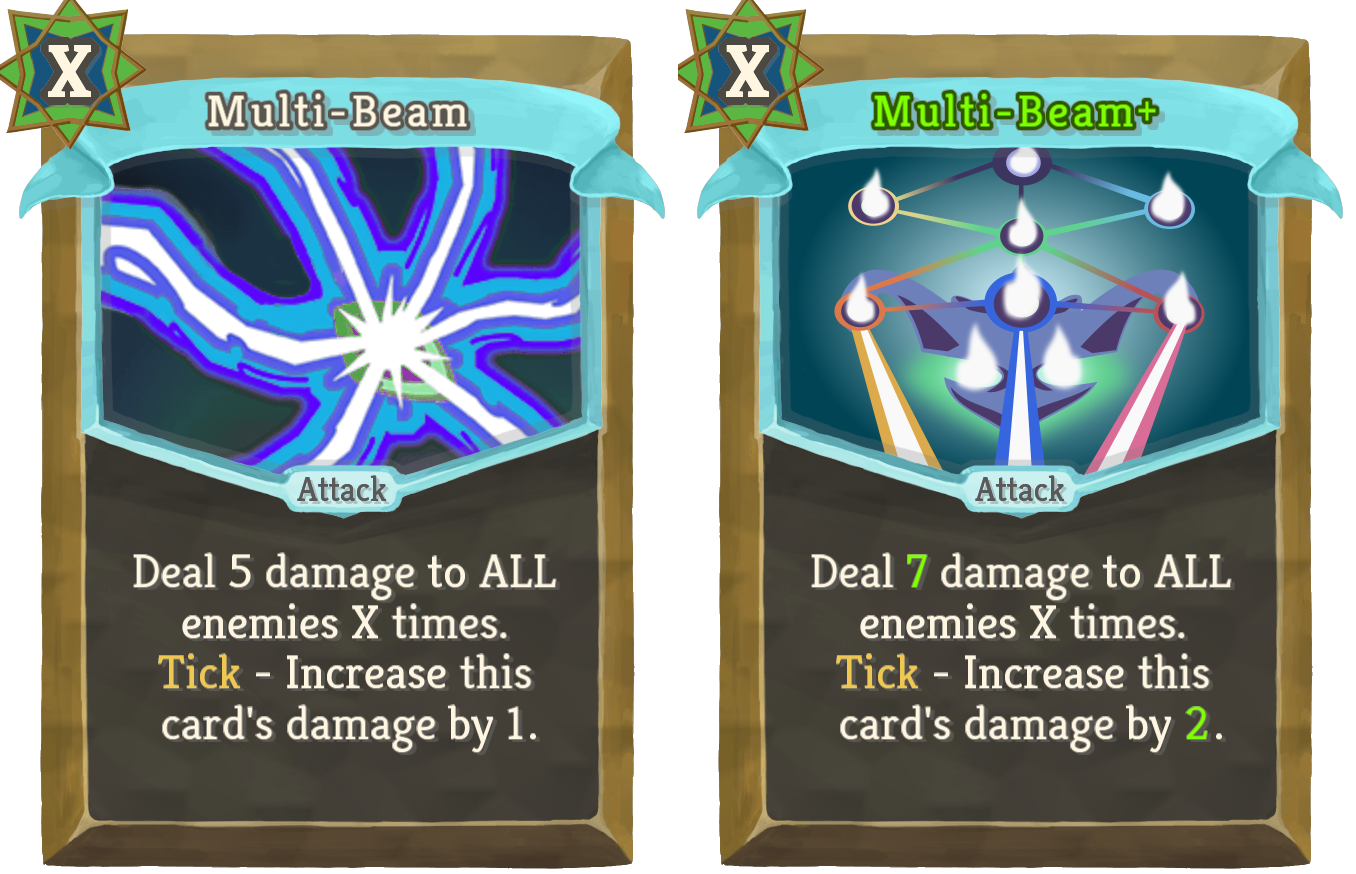 X
Multi-Beam
Attack
Deal 5 damage to ALL
enemies X times.
Tick - Increase this
card's damage by 1.
X
Multi-Beam+
Attack
Deal 7 damage to ALL
enemies X times.
Tick - Increase this
card's damage by 2.